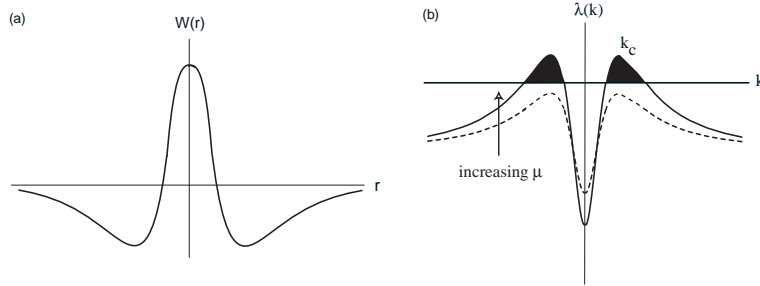 (a)
W(r)
r
(b)
λ(k)
k_c
k
increasing μ